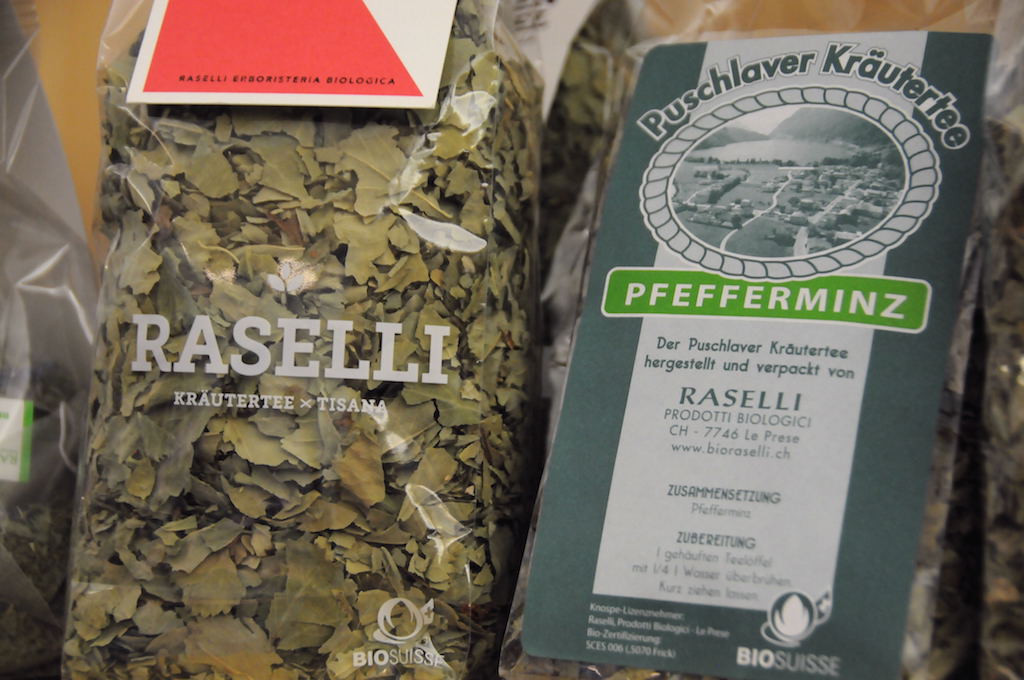 RASELLI ERBORISTERIA BIOLOGICA
RASELLI
KRÄUTERTEE × TISANA
BIOSUISSE
Puschlaver Kräutertee
PFEFFERMINZ
Der Puschlaver Kräutertee
hergestellt und verpackt von
RASELLI
PRODOTTI BIOLOGICI
CH - 7746 Le Prese
www.bioraselli.ch
ZUSAMMENSETZUNG
Pfefferminz
ZUBEREITUNG
1 gehäuften Teelöffel
mit 1/4 l Wasser überbrühen.
Kurz ziehen lassen.
Knospe-Lizenznehmer:
Raselli, Prodotti Biologici - Le Prese
Bio-Zertifizierung:
SCES 006 (.5070 Frick)
BIOSUISSE